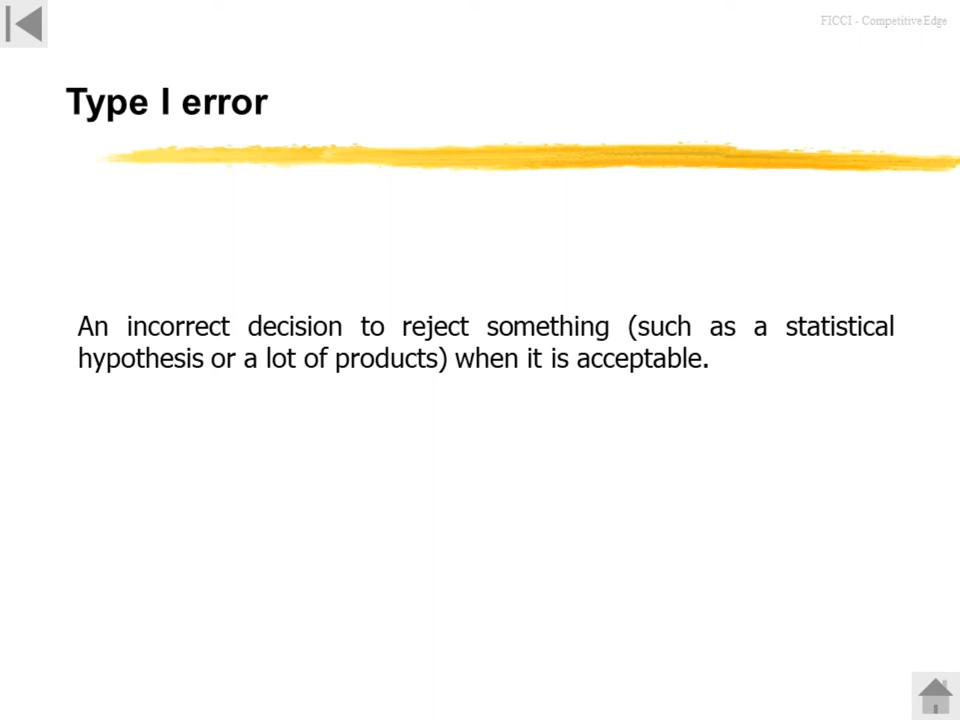 FICCI - Competitive Edge
Type I error
An incorrect decision to reject something (such as a statistical
hypothesis or a lot of products) when it is acceptable.